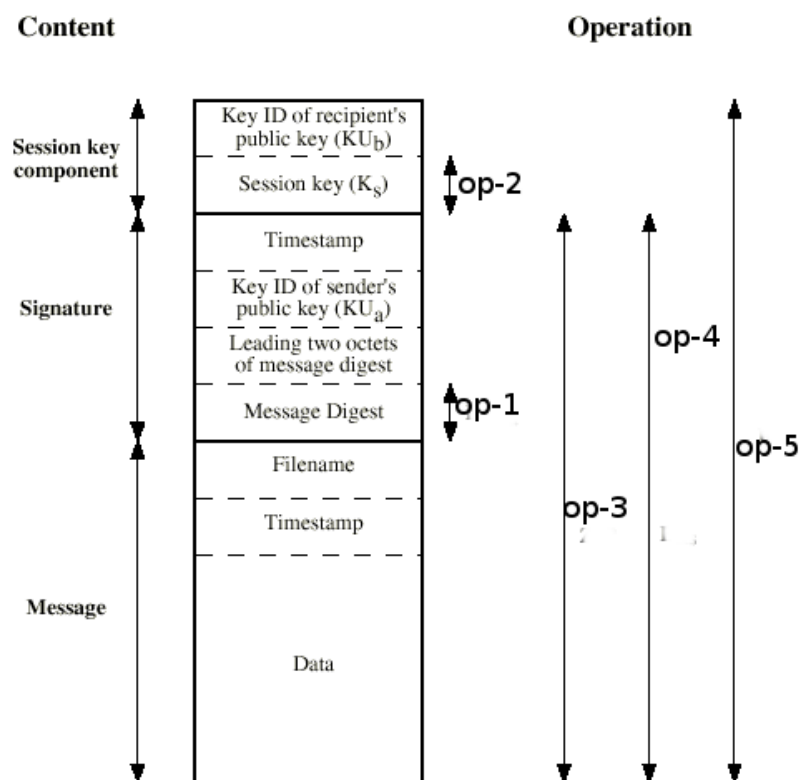 Content
Operation
Session key
component
Key ID of recipient's
public key (KUb)
Session key (Ks)
op-2
Signature
Timestamp
Key ID of sender's
public key (KUa)
Leading two octets
of message digest
Message Digest
op-1
op-4
op-5
op-3
Message
Filename
Timestamp
Data